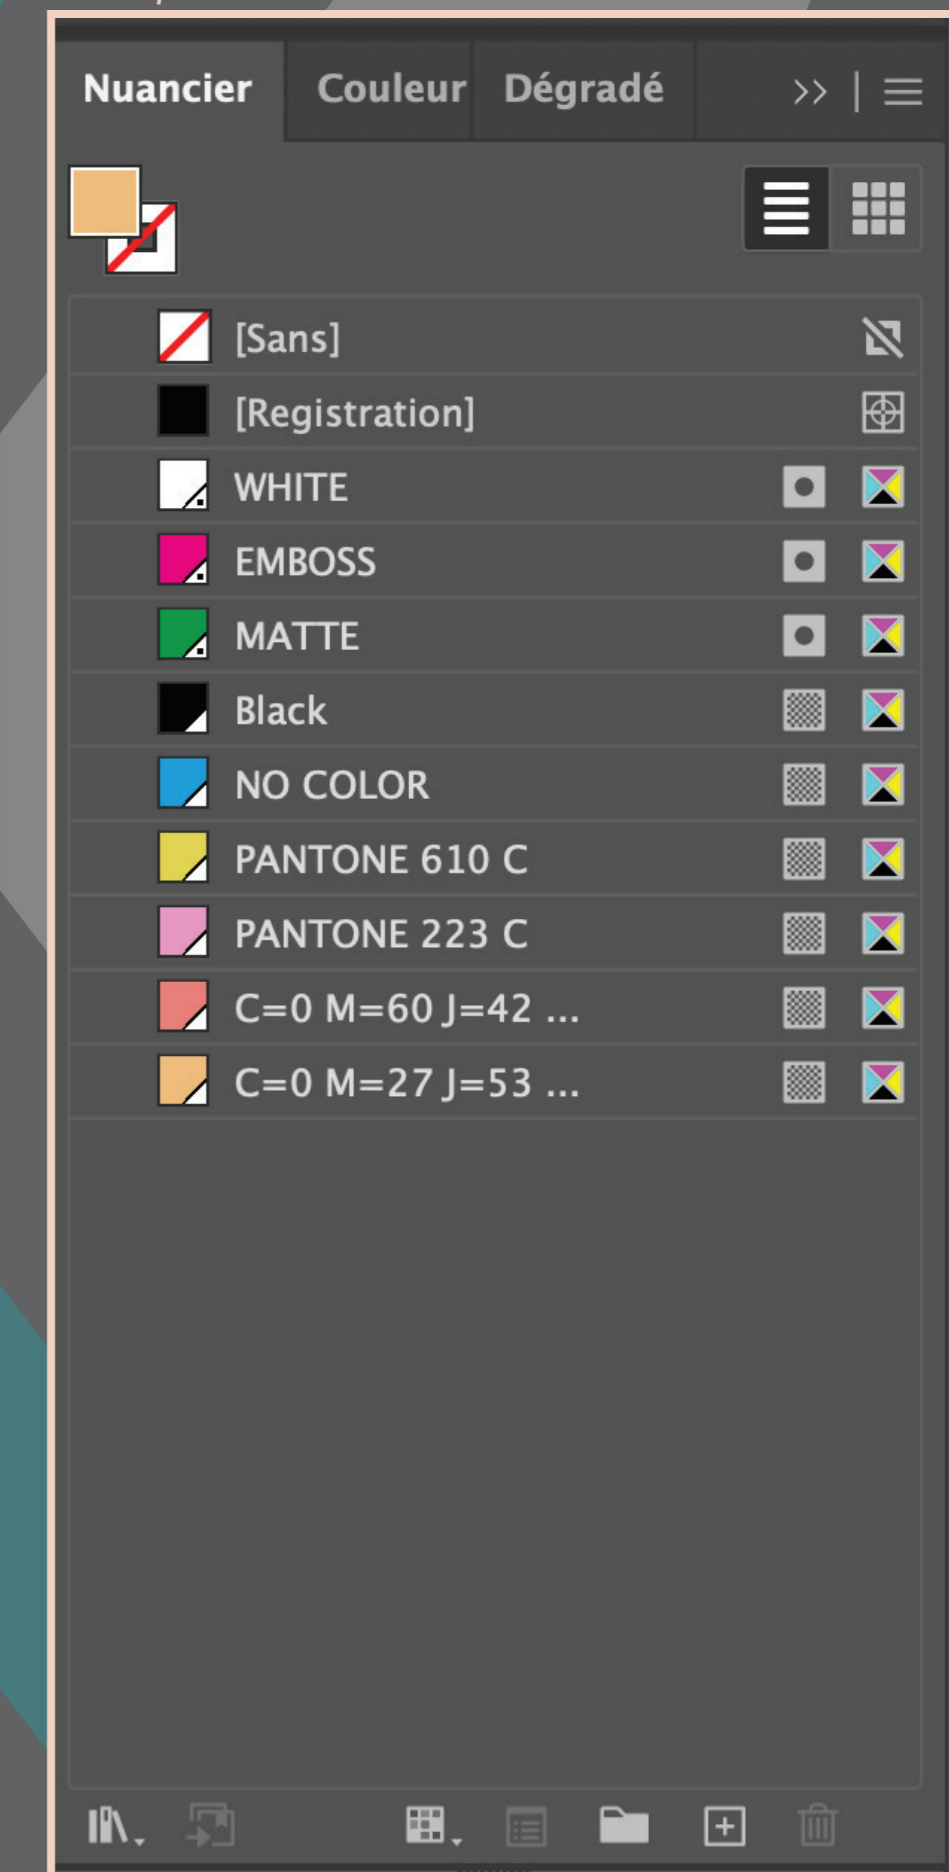 Nuancier Couleur Dégradé
[Sans]
[Registration]
WHITE
EMBOSS
MATTE
Black
NO COLOR
PANTONE 610 C
PANTONE 223 C
C=0 M=60 J=42 ...
C=0 M=27 J=53 ...